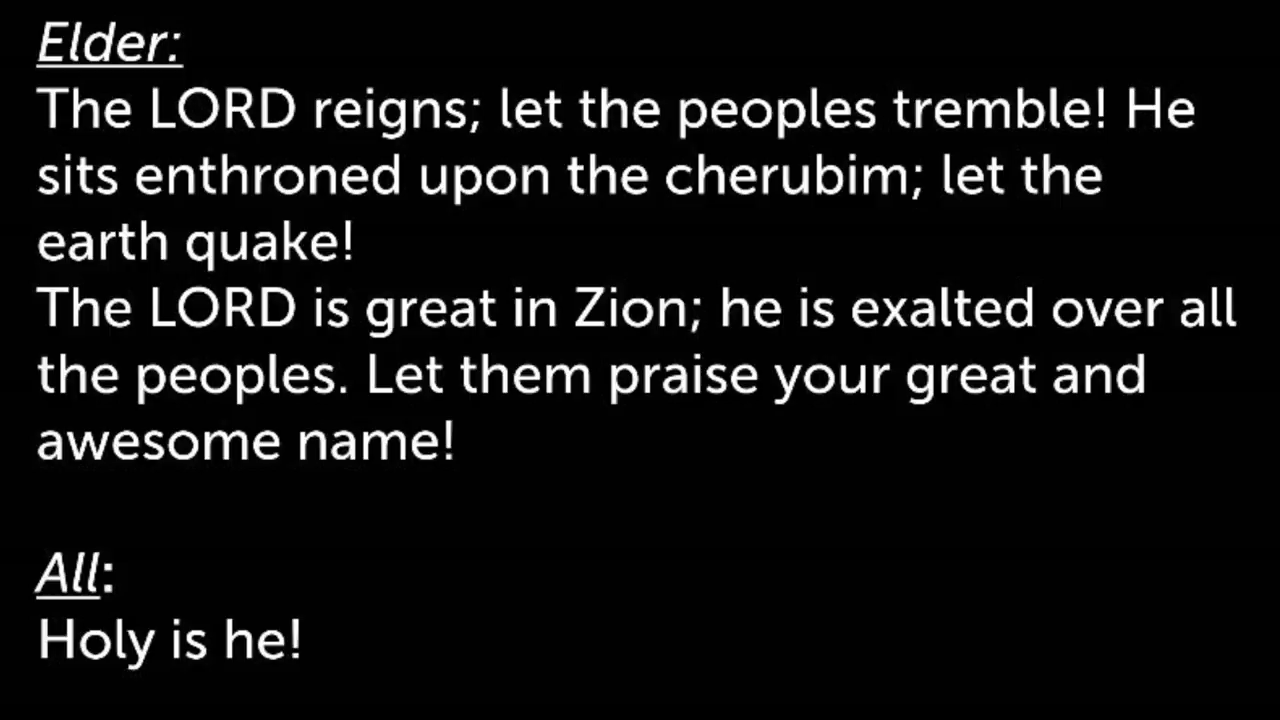 Elder:
The LORD reigns; let the peoples tremble! He
sits enthroned upon the cherubim; let the
earth quake!
The LORD is great in Zion; he is exalted over all
the peoples. Let them praise your great and
awesome name!
All:
Holy is he!